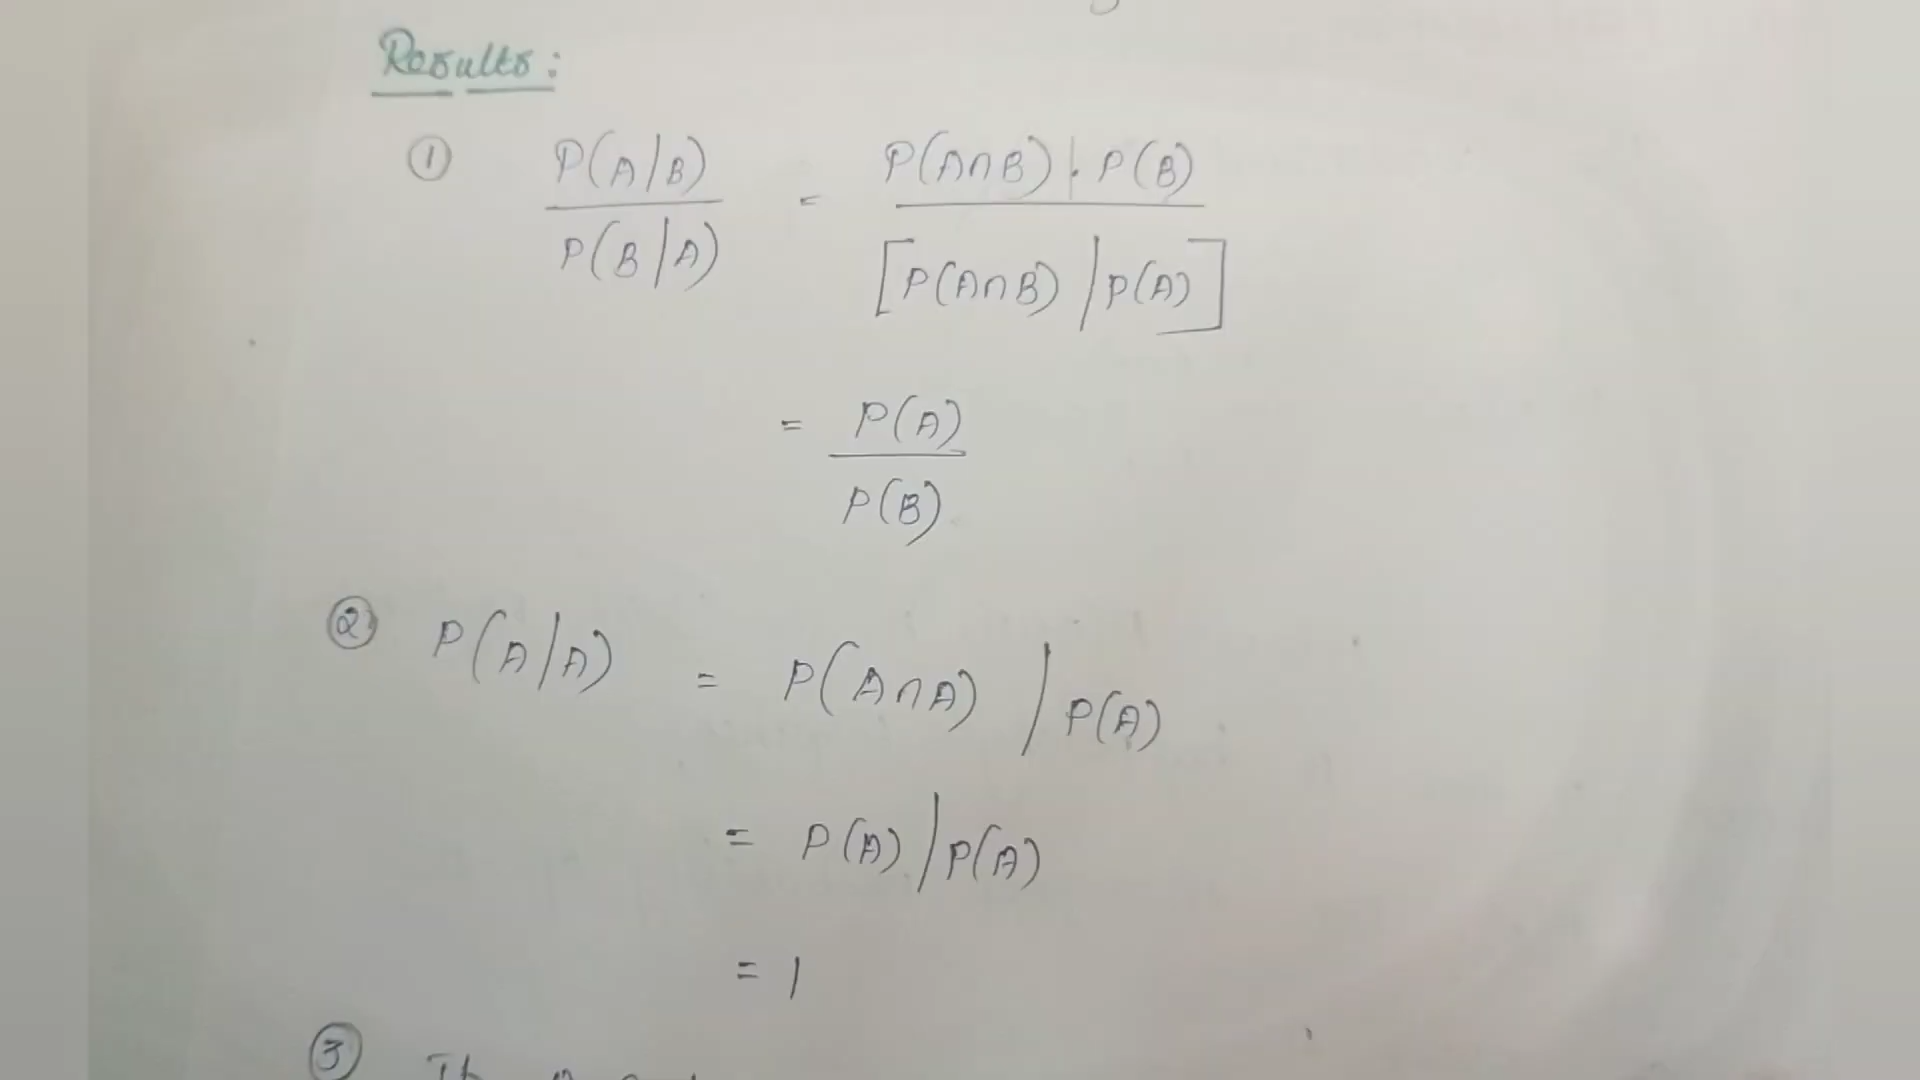 Results:
① P(A/B) / P(B/A) = P(A∩B) . P(B) / [P(A∩B) / P(A)]
= P(A) / P(B)
② P(A/A) = P(A∩A) / P(A)
= P(A) / P(A)
= 1
③